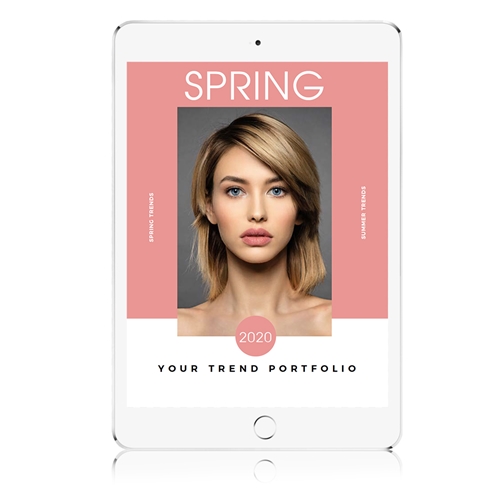 SPRING
SPRING TRENDS
SUMMER TRENDS
2020
YOUR TREND PORTFOLIO